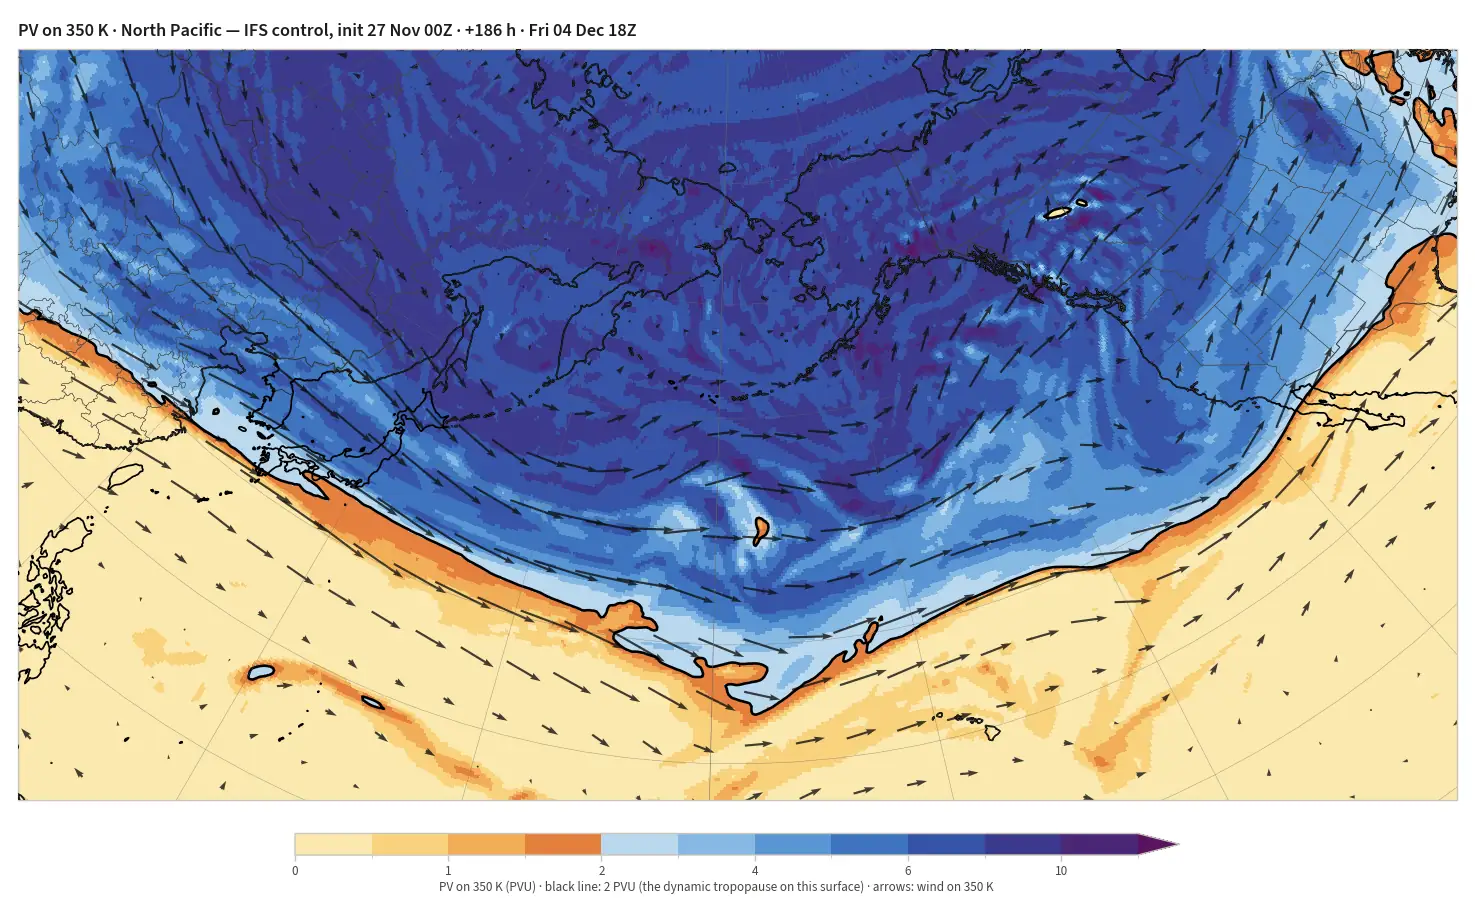 PV on 350 K · North Pacific — IFS control, init 27 Nov 00Z · +186 h · Fri 04 Dec 18Z
0 1 2 4 6 10
PV on 350 K (PVU) · black line: 2 PVU (the dynamic tropopause on this surface) · arrows: wind on 350 K